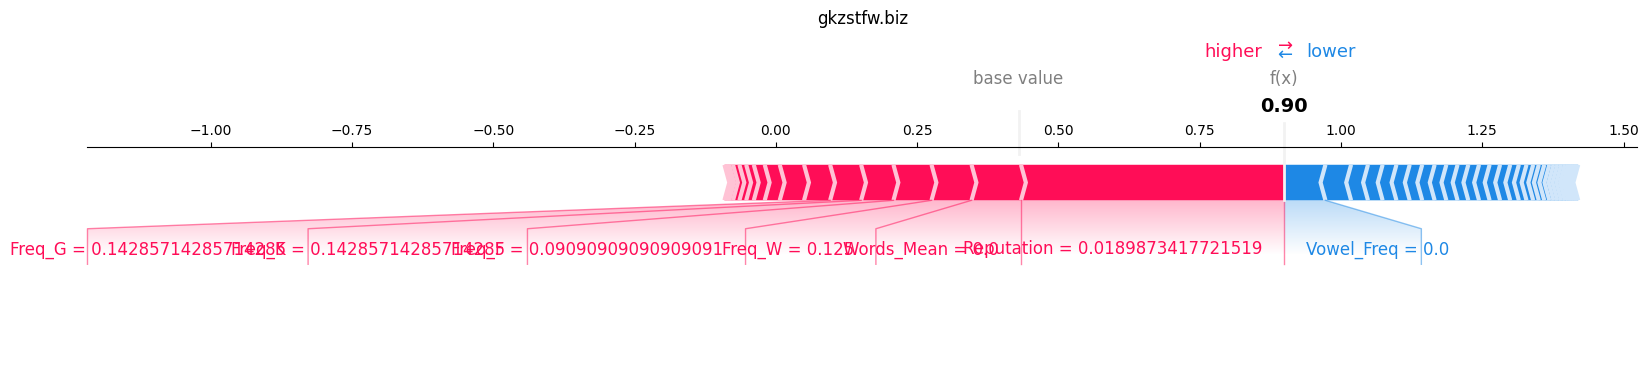 gkzstfw.biz
higher ⇄ lower
base value f(x)
0.90
−1.00 −0.75 −0.50 −0.25 0.00 0.25 0.50 0.75 1.00 1.25 1.50
Freq_G = 0.14285714285714285 = 0.14285714285714285 = 0.09090909090909091 Freq_W = 0.125 Words_Mean = 0.0 Reputation = 0.0189873417721519 Vowel_Freq = 0.0